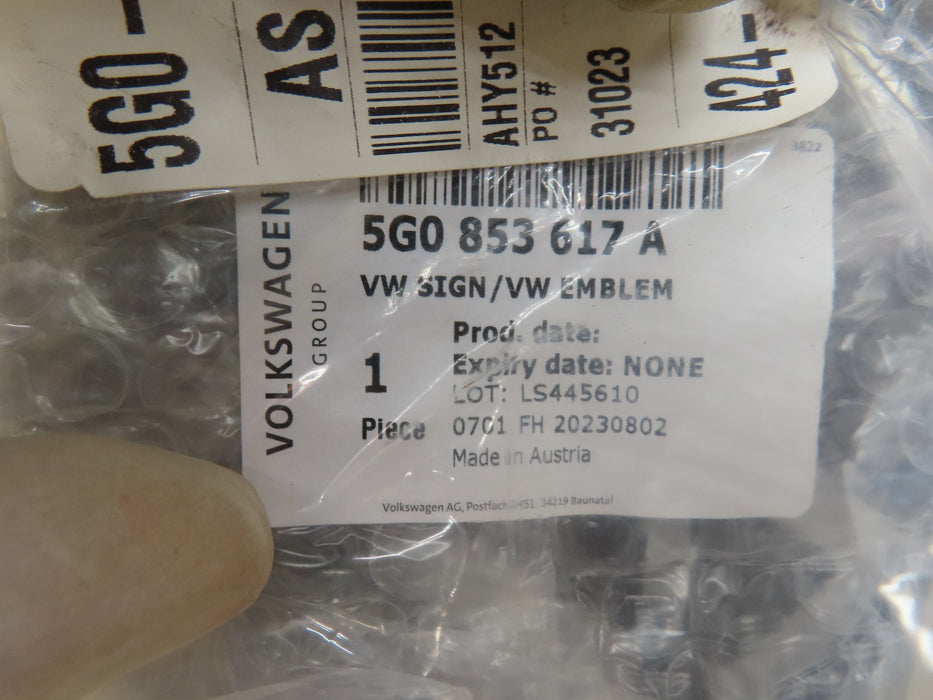 5G0-
AS
AHY512
PO #
31023
424-
3822
VOLKSWAGEN
GROUP
5G0 853 617 A
VW SIGN/VW EMBLEM
Prod. date:
Expiry date: NONE
1
LOT: LS445610
Piece
0701 FH 20230802
Made in Austria
Volkswagen AG, Postfach 34219 Baunatal